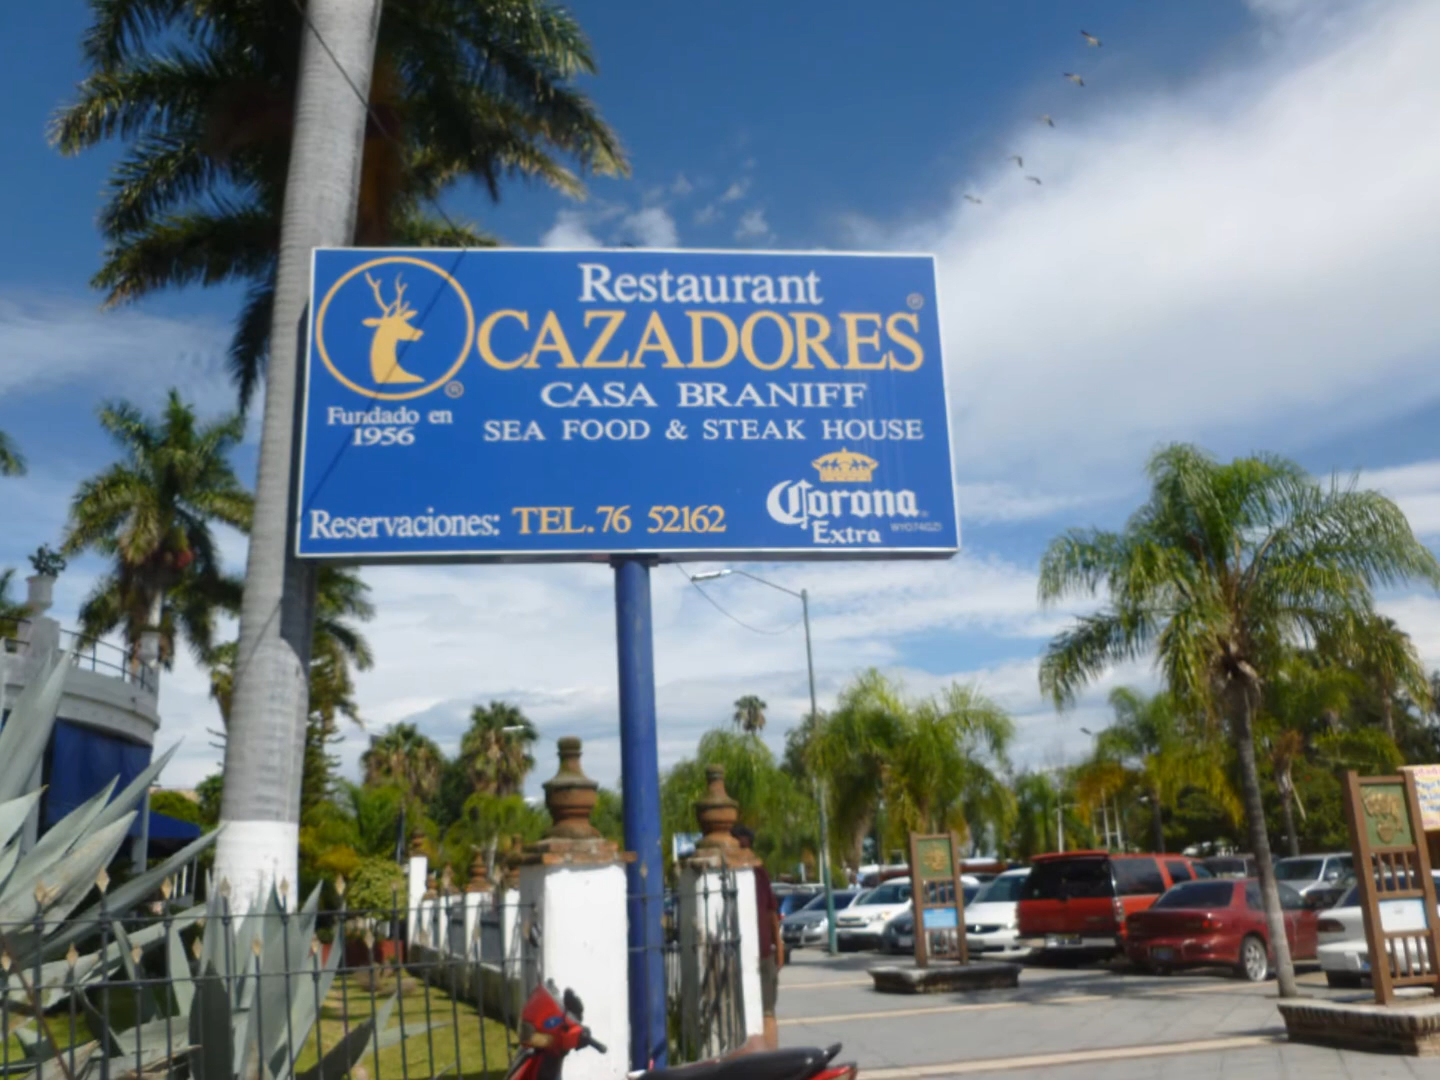 Restaurant
CAZADORES ®
®
CASA BRANIFF
Fundado en
1956
SEA FOOD & STEAK HOUSE
Reservaciones: TEL. 76 52162
Corona
Extra